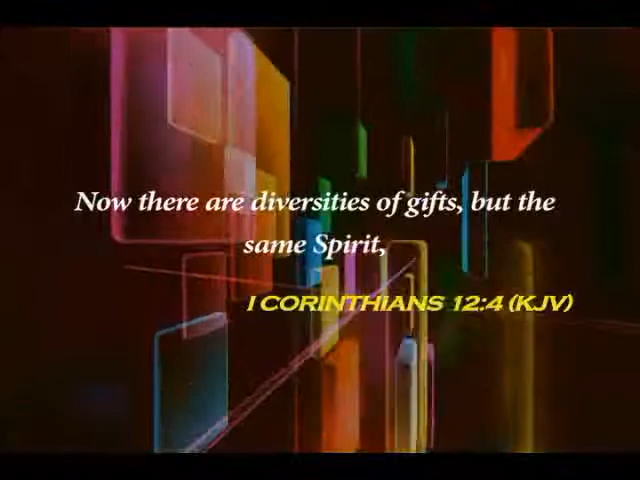 Now there are diversities of gifts, but the
same Spirit,
I CORINTHIANS 12:4 (KJV)